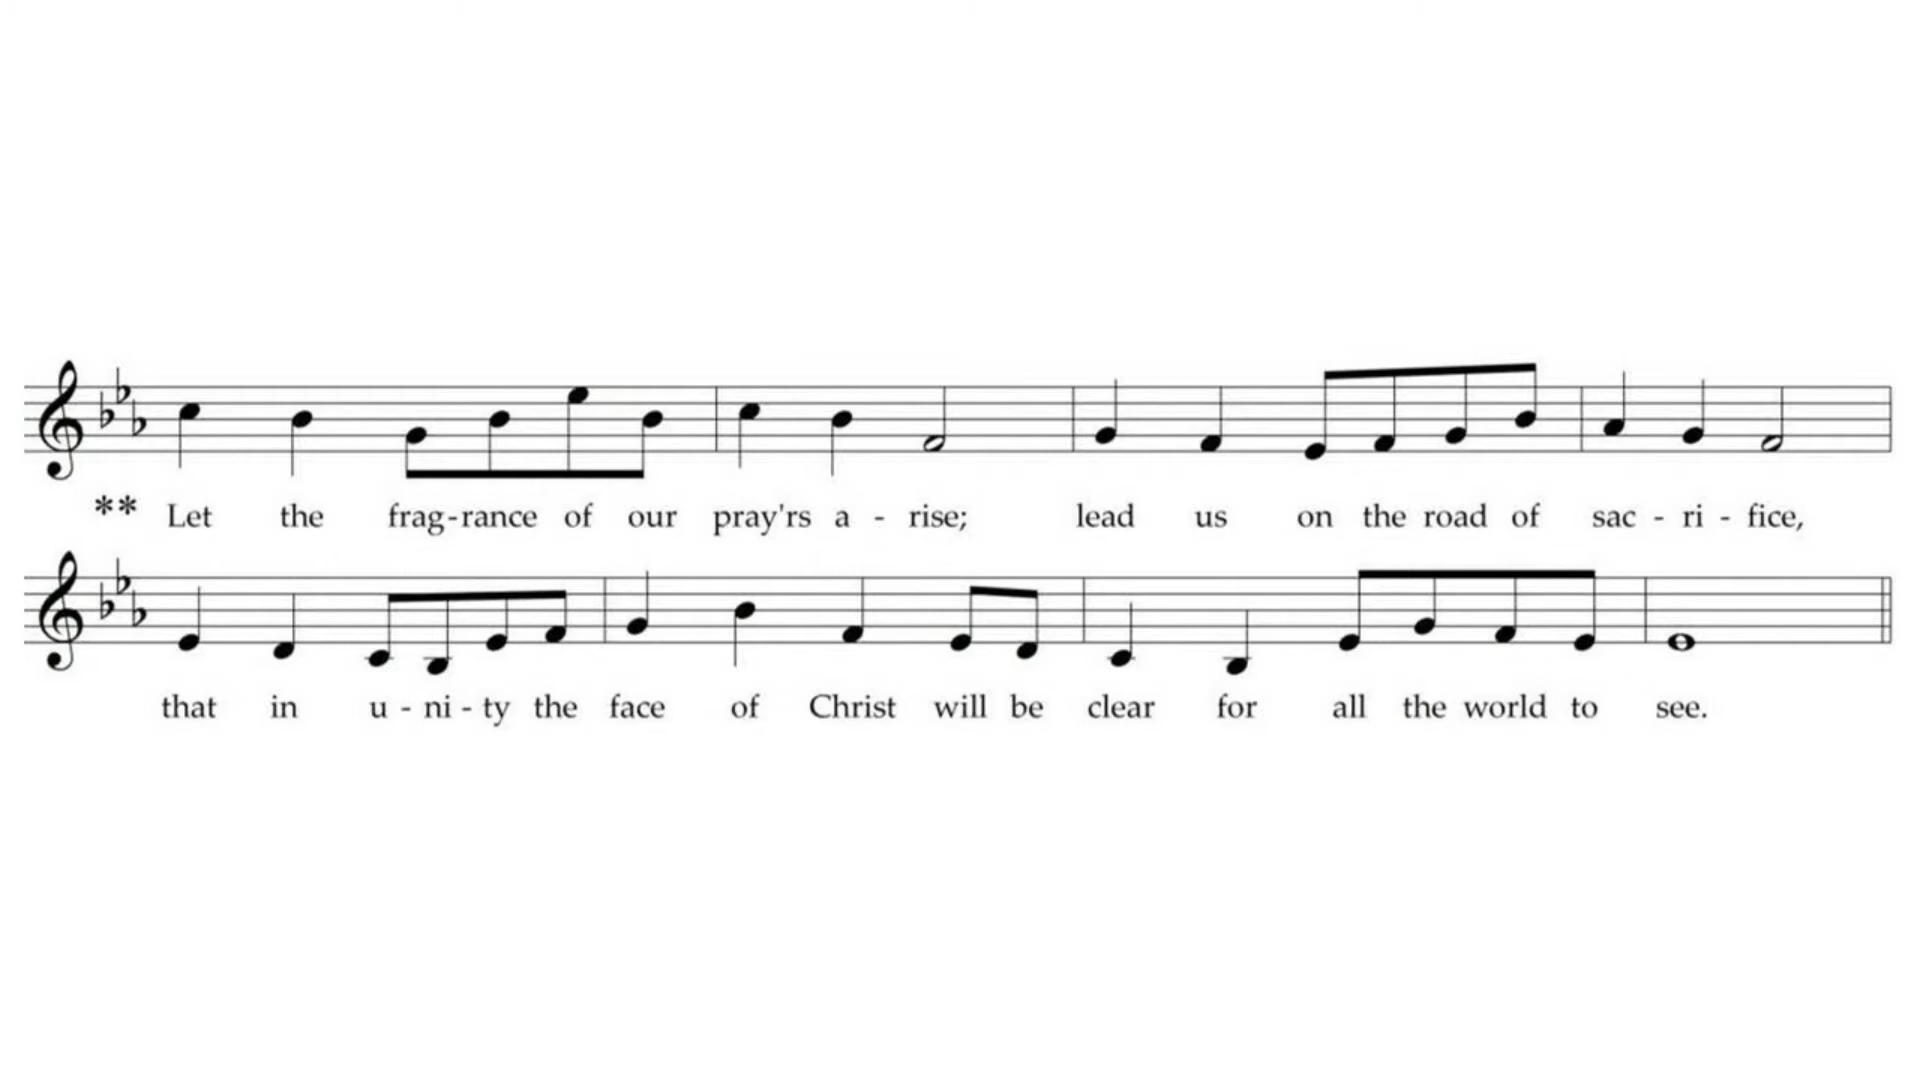 ** Let the frag-rance of our pray'rs a - rise; lead us on the road of sac - ri - fice,
that in u - ni - ty the face of Christ will be clear for all the world to see.